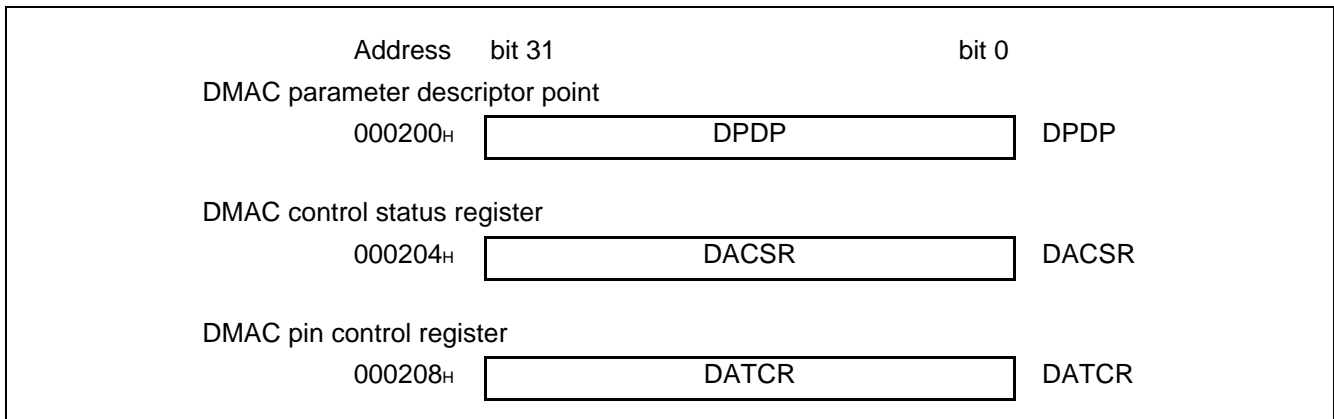 Address bit 31 bit 0
DMAC parameter descriptor point
000200H DPDP DPDP
DMAC control status register
000204H DACSR DACSR
DMAC pin control register
000208H DATCR DATCR